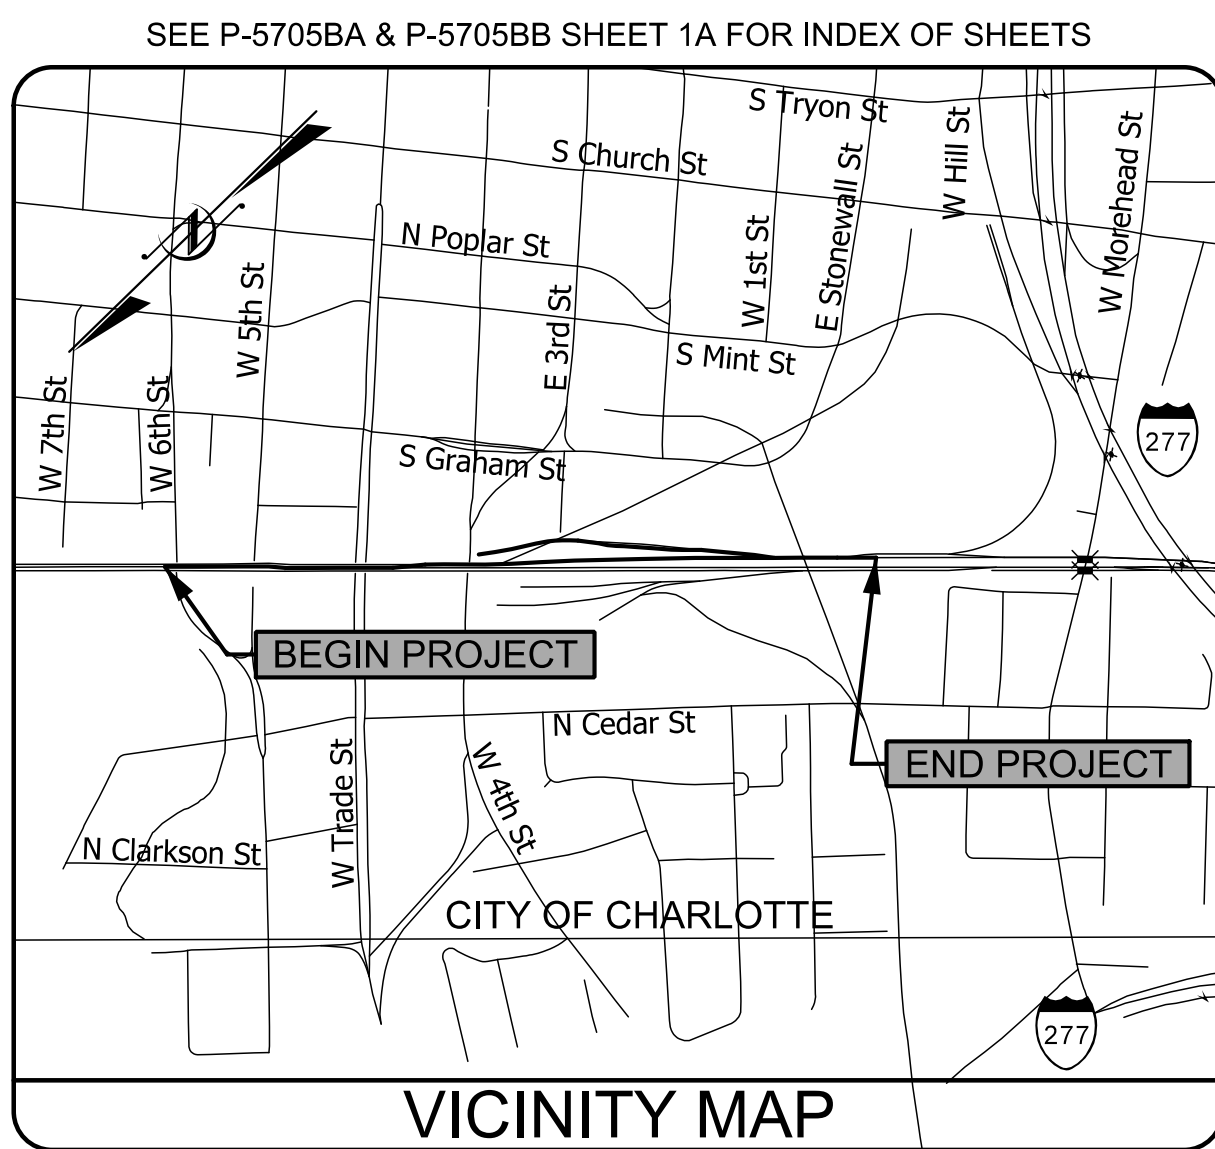 SEE P-5705BA & P-5705BB SHEET 1A FOR INDEX OF SHEETS
S Tryon St
S Church St
W Hill St
W Morehead St
E Stonewall St
N Poplar St
W 1st St
W 5th St
E 3rd St
S Mint St
W 7th St
W 6th St
277
S Graham St
BEGIN PROJECT
N Cedar St
END PROJECT
W Trade St
W 4th St
N Clarkson St
CITY OF CHARLOTTE
277
VICINITY MAP